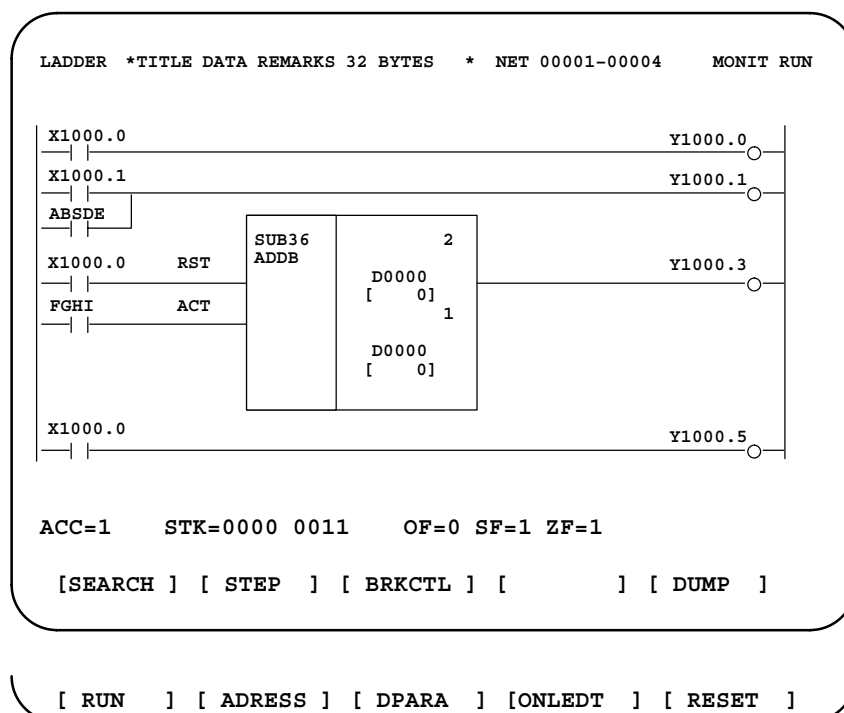 LADDER *TITLE DATA REMARKS 32 BYTES * NET 00001-00004 MONIT RUN
X1000.0 Y1000.0
X1000.1 Y1000.1
ABSDE
SUB36 2
X1000.0 RST ADDB Y1000.3
D0000
[ 0]
FGHI ACT 1
D0000
[ 0]
X1000.0 Y1000.5
ACC=1 STK=0000 0011 OF=0 SF=1 ZF=1
[SEARCH ] [ STEP ] [ BRKCTL ] [ ] [ DUMP ]
[ RUN ] [ ADRESS ] [ DPARA ] [ONLEDT ] [ RESET ]